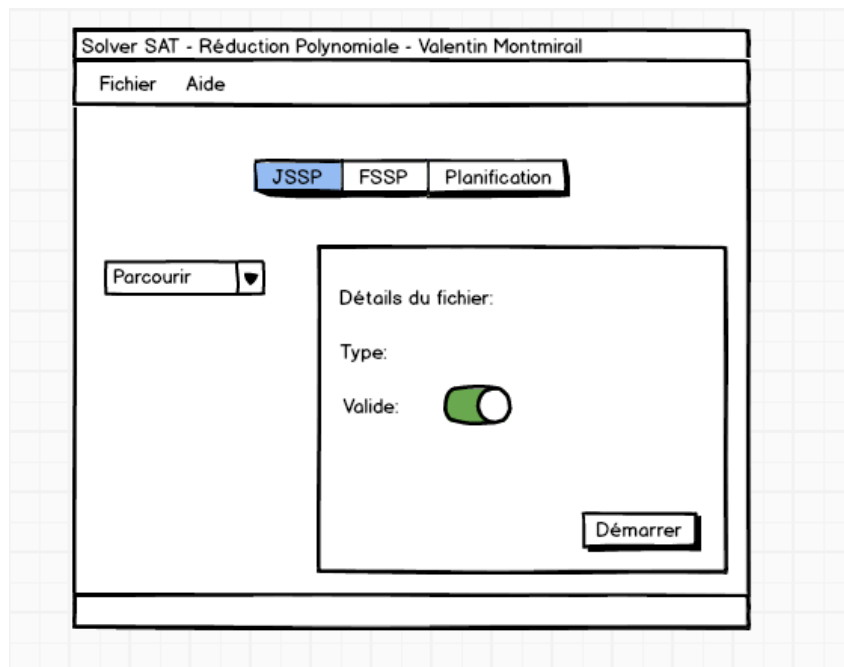 Solver SAT - Réduction Polynomiale - Valentin Montmirail
Fichier Aide
JSSP FSSP Planification
Parcourir
Détails du fichier:
Type:
Valide:
Démarrer